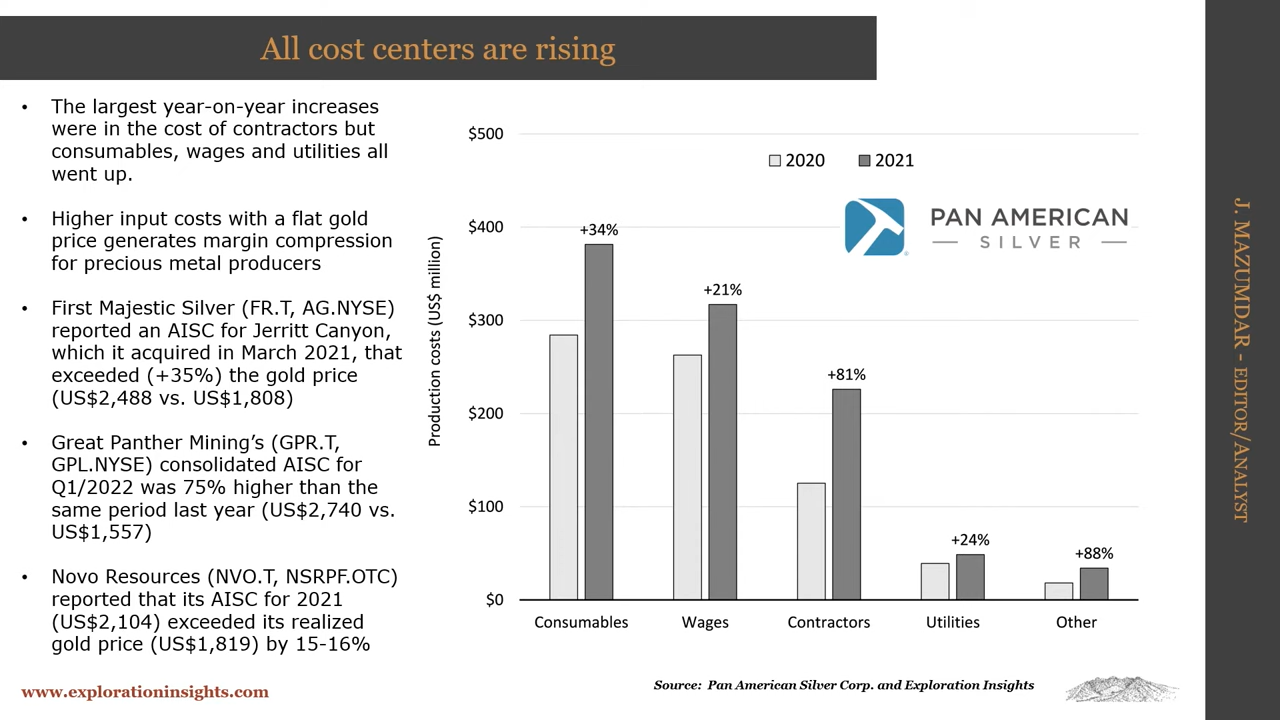 All cost centers are rising
• The largest year-on-year increases
were in the cost of contractors but
consumables, wages and utilities all
went up.
• Higher input costs with a flat gold
price generates margin compression
for precious metal producers
• First Majestic Silver (FR.T, AG.NYSE)
reported an AISC for Jerritt Canyon,
which it acquired in March 2021, that
exceeded (+35%) the gold price
(US$2,488 vs. US$1,808)
• Great Panther Mining’s (GPR.T,
GPL.NYSE) consolidated AISC for
Q1/2022 was 75% higher than the
same period last year (US$2,740 vs.
US$1,557)
• Novo Resources (NVO.T, NSRPF.OTC)
reported that its AISC for 2021
(US$2,104) exceeded its realized
gold price (US$1,819) by 15-16%
www.explorationinsights.com
Production costs (US$ million)
$500
$400
$300
$200
$100
$0
2020 2021
PAN AMERICAN
SILVER
®
+34%
+21%
+81%
+24%
+88%
Consumables Wages Contractors Utilities Other
Source: Pan American Silver Corp. and Exploration Insights
J. MAZUMDAR - EDITOR/ANALYST